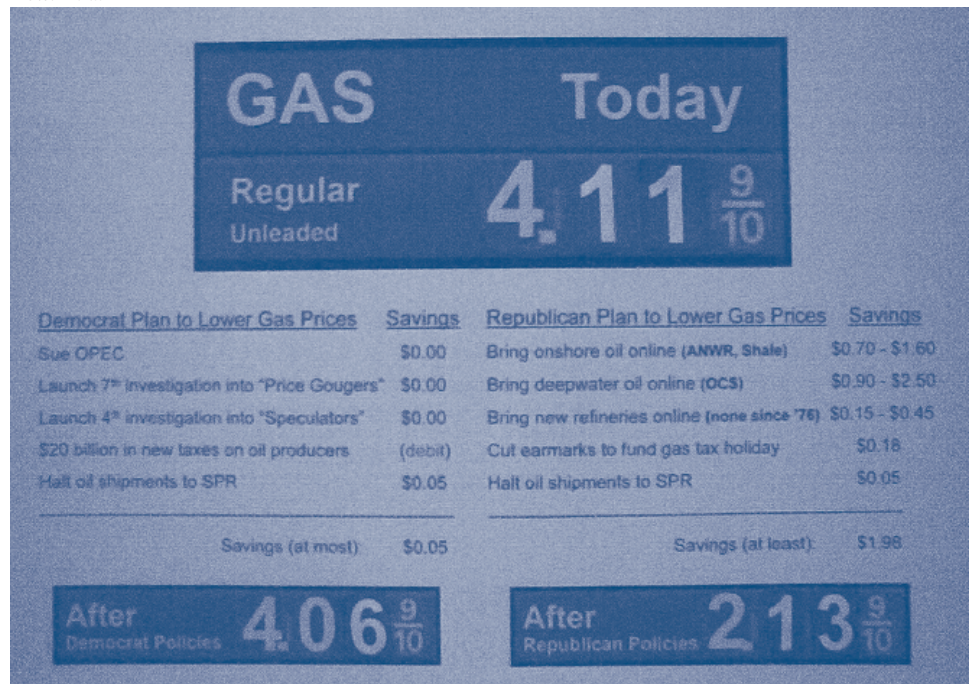 GAS Today
Regular
Unleaded
4.11 9/10
Democrat Plan to Lower Gas Prices Savings
Sue OPEC $0.00
Launch 7th investigation into "Price Gougers" $0.00
Launch 4th investigation into "Speculators" $0.00
$20 billion in new taxes on oil producers (debit)
Halt oil shipments to SPR $0.05
Savings (at most): $0.05
After
Democrat Policies
4.06 9/10
Republican Plan to Lower Gas Prices Savings
Bring onshore oil online (ANWR, Shale) $0.70 - $1.60
Bring deepwater oil online (OCS) $0.90 - $2.50
Bring new refineries online (none since '76) $0.15 - $0.45
Cut earmarks to fund gas tax holiday $0.18
Halt oil shipments to SPR $0.05
Savings (at least): $1.98
After
Republican Policies
2.13 9/10